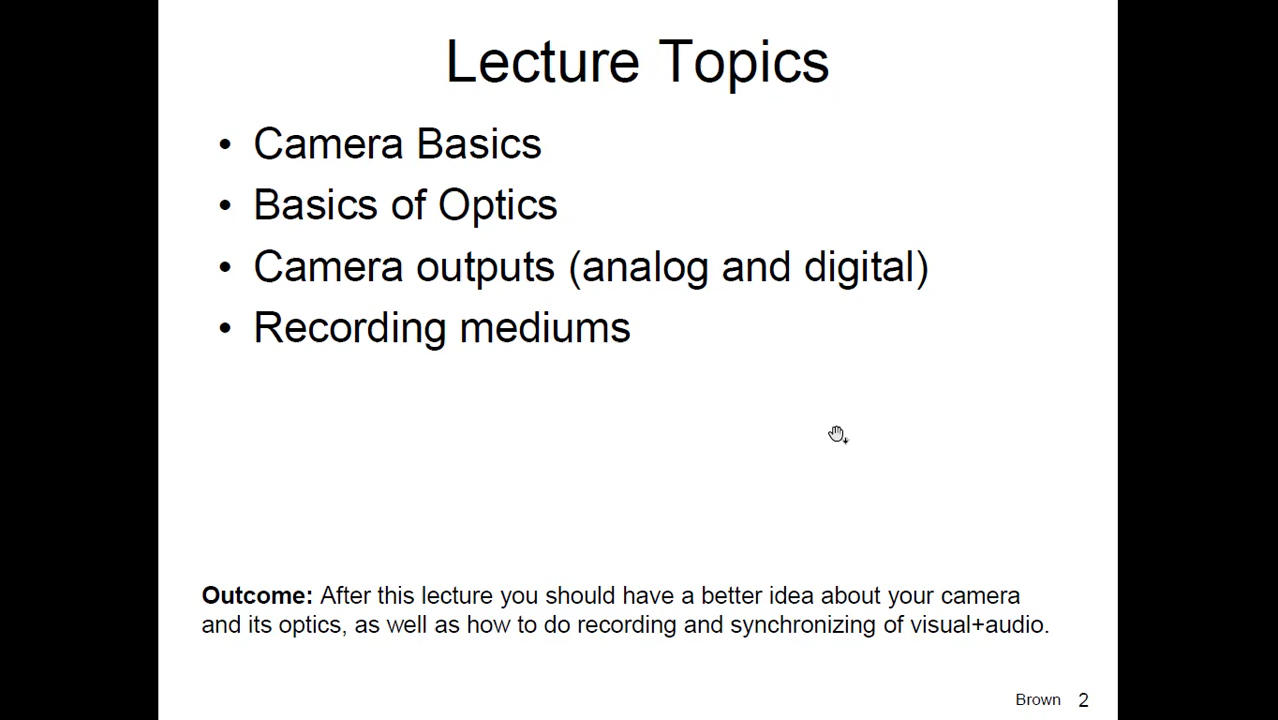 Lecture Topics
• Camera Basics
• Basics of Optics
• Camera outputs (analog and digital)
• Recording mediums
Outcome: After this lecture you should have a better idea about your camera
and its optics, as well as how to do recording and synchronizing of visual+audio.
Brown 2